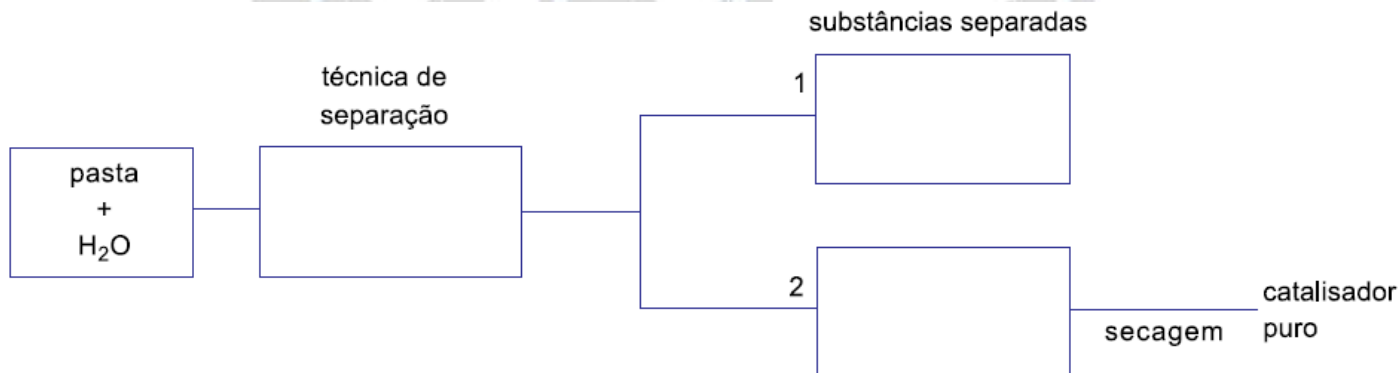 substâncias separadas
técnica de
separação
1
pasta
+
H₂O
2
catalisador
puro
secagem